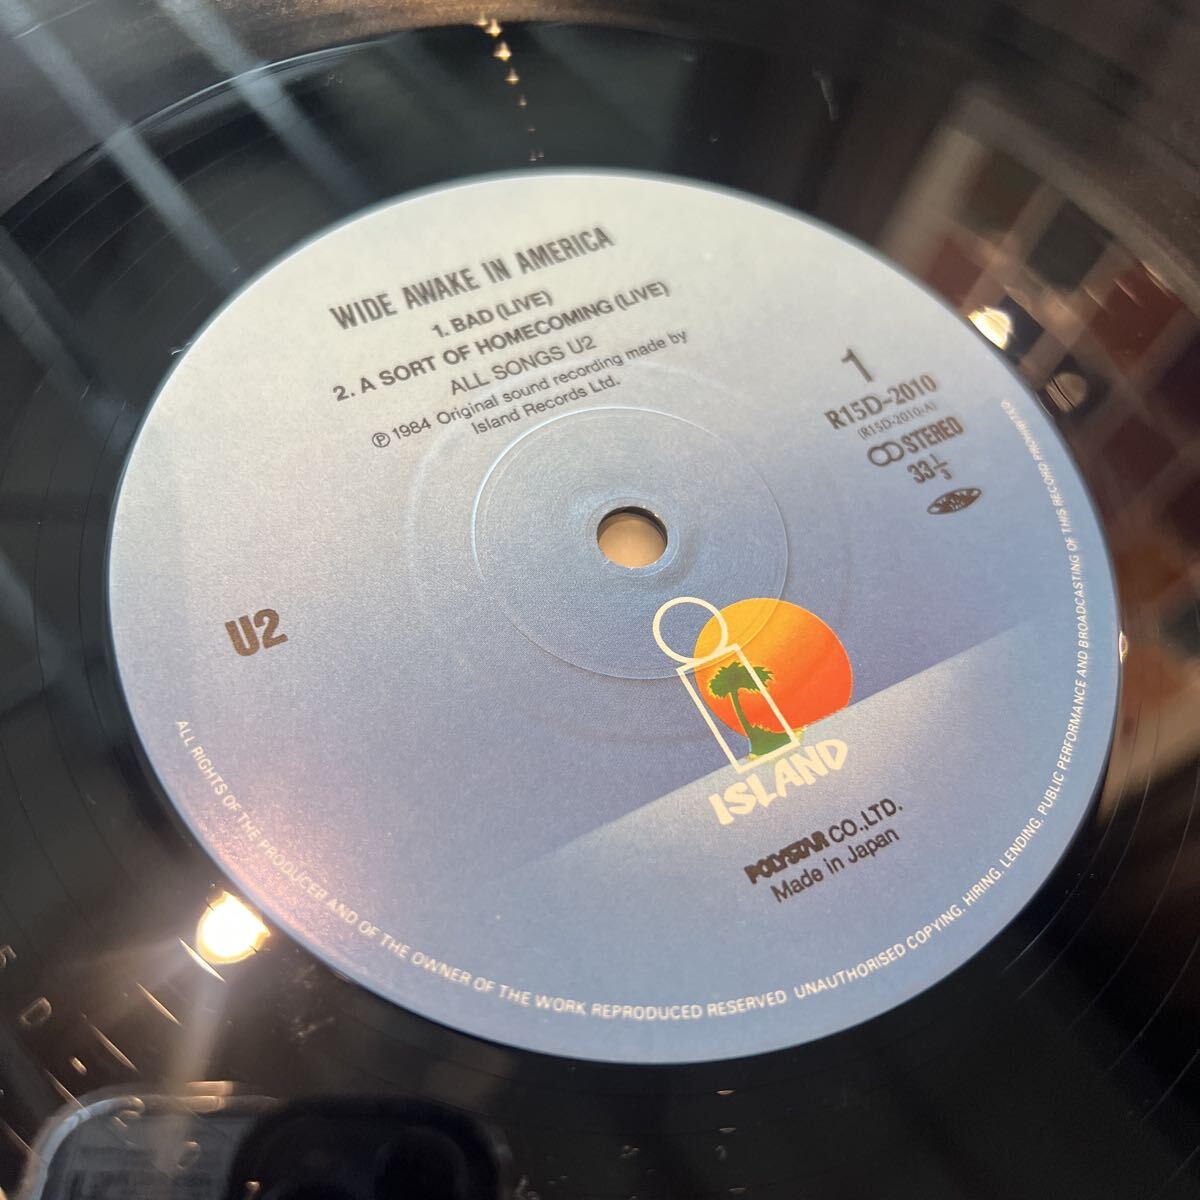 WIDE AWAKE IN AMERICA
1. BAD (LIVE)
2. A SORT OF HOMECOMING (LIVE)
ALL SONGS U2
℗ 1984 Original sound recording made by
Island Records Ltd.
1
R15D-2010
(R15D-2010-A)
STEREO
33 1/3
U2
ISLAND
POLYSTAR CO.,LTD.
Made in Japan
ALL RIGHTS OF THE PRODUCER AND OF THE OWNER OF THE WORK REPRODUCED RESERVED UNAUTHORISED COPYING, HIRING, LENDING, PUBLIC PERFORMANCE AND BROADCASTING OF THIS RECORD PROHIBITED
5 D